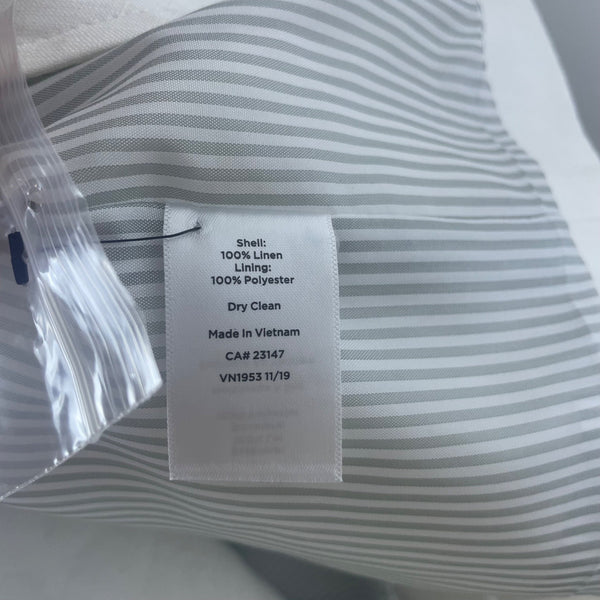 Shell:
100% Linen
Lining:
100% Polyester
Dry Clean
Made In Vietnam
CA# 23147
VN1953 11/19